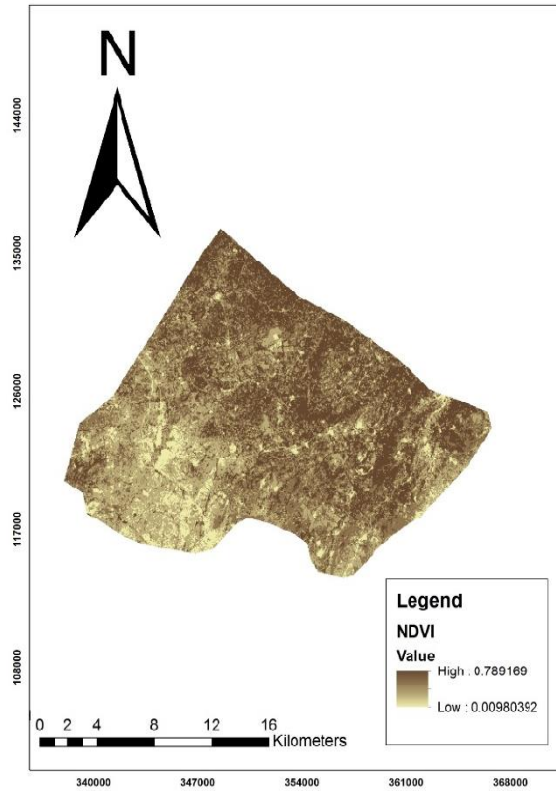 N
144000
135000
126000
117000
108000
Legend
NDVI
Value
High : 0.789169
Low : 0.00980392
0 2 4 8 12 16
Kilometers
340000 347000 354000 361000 368000